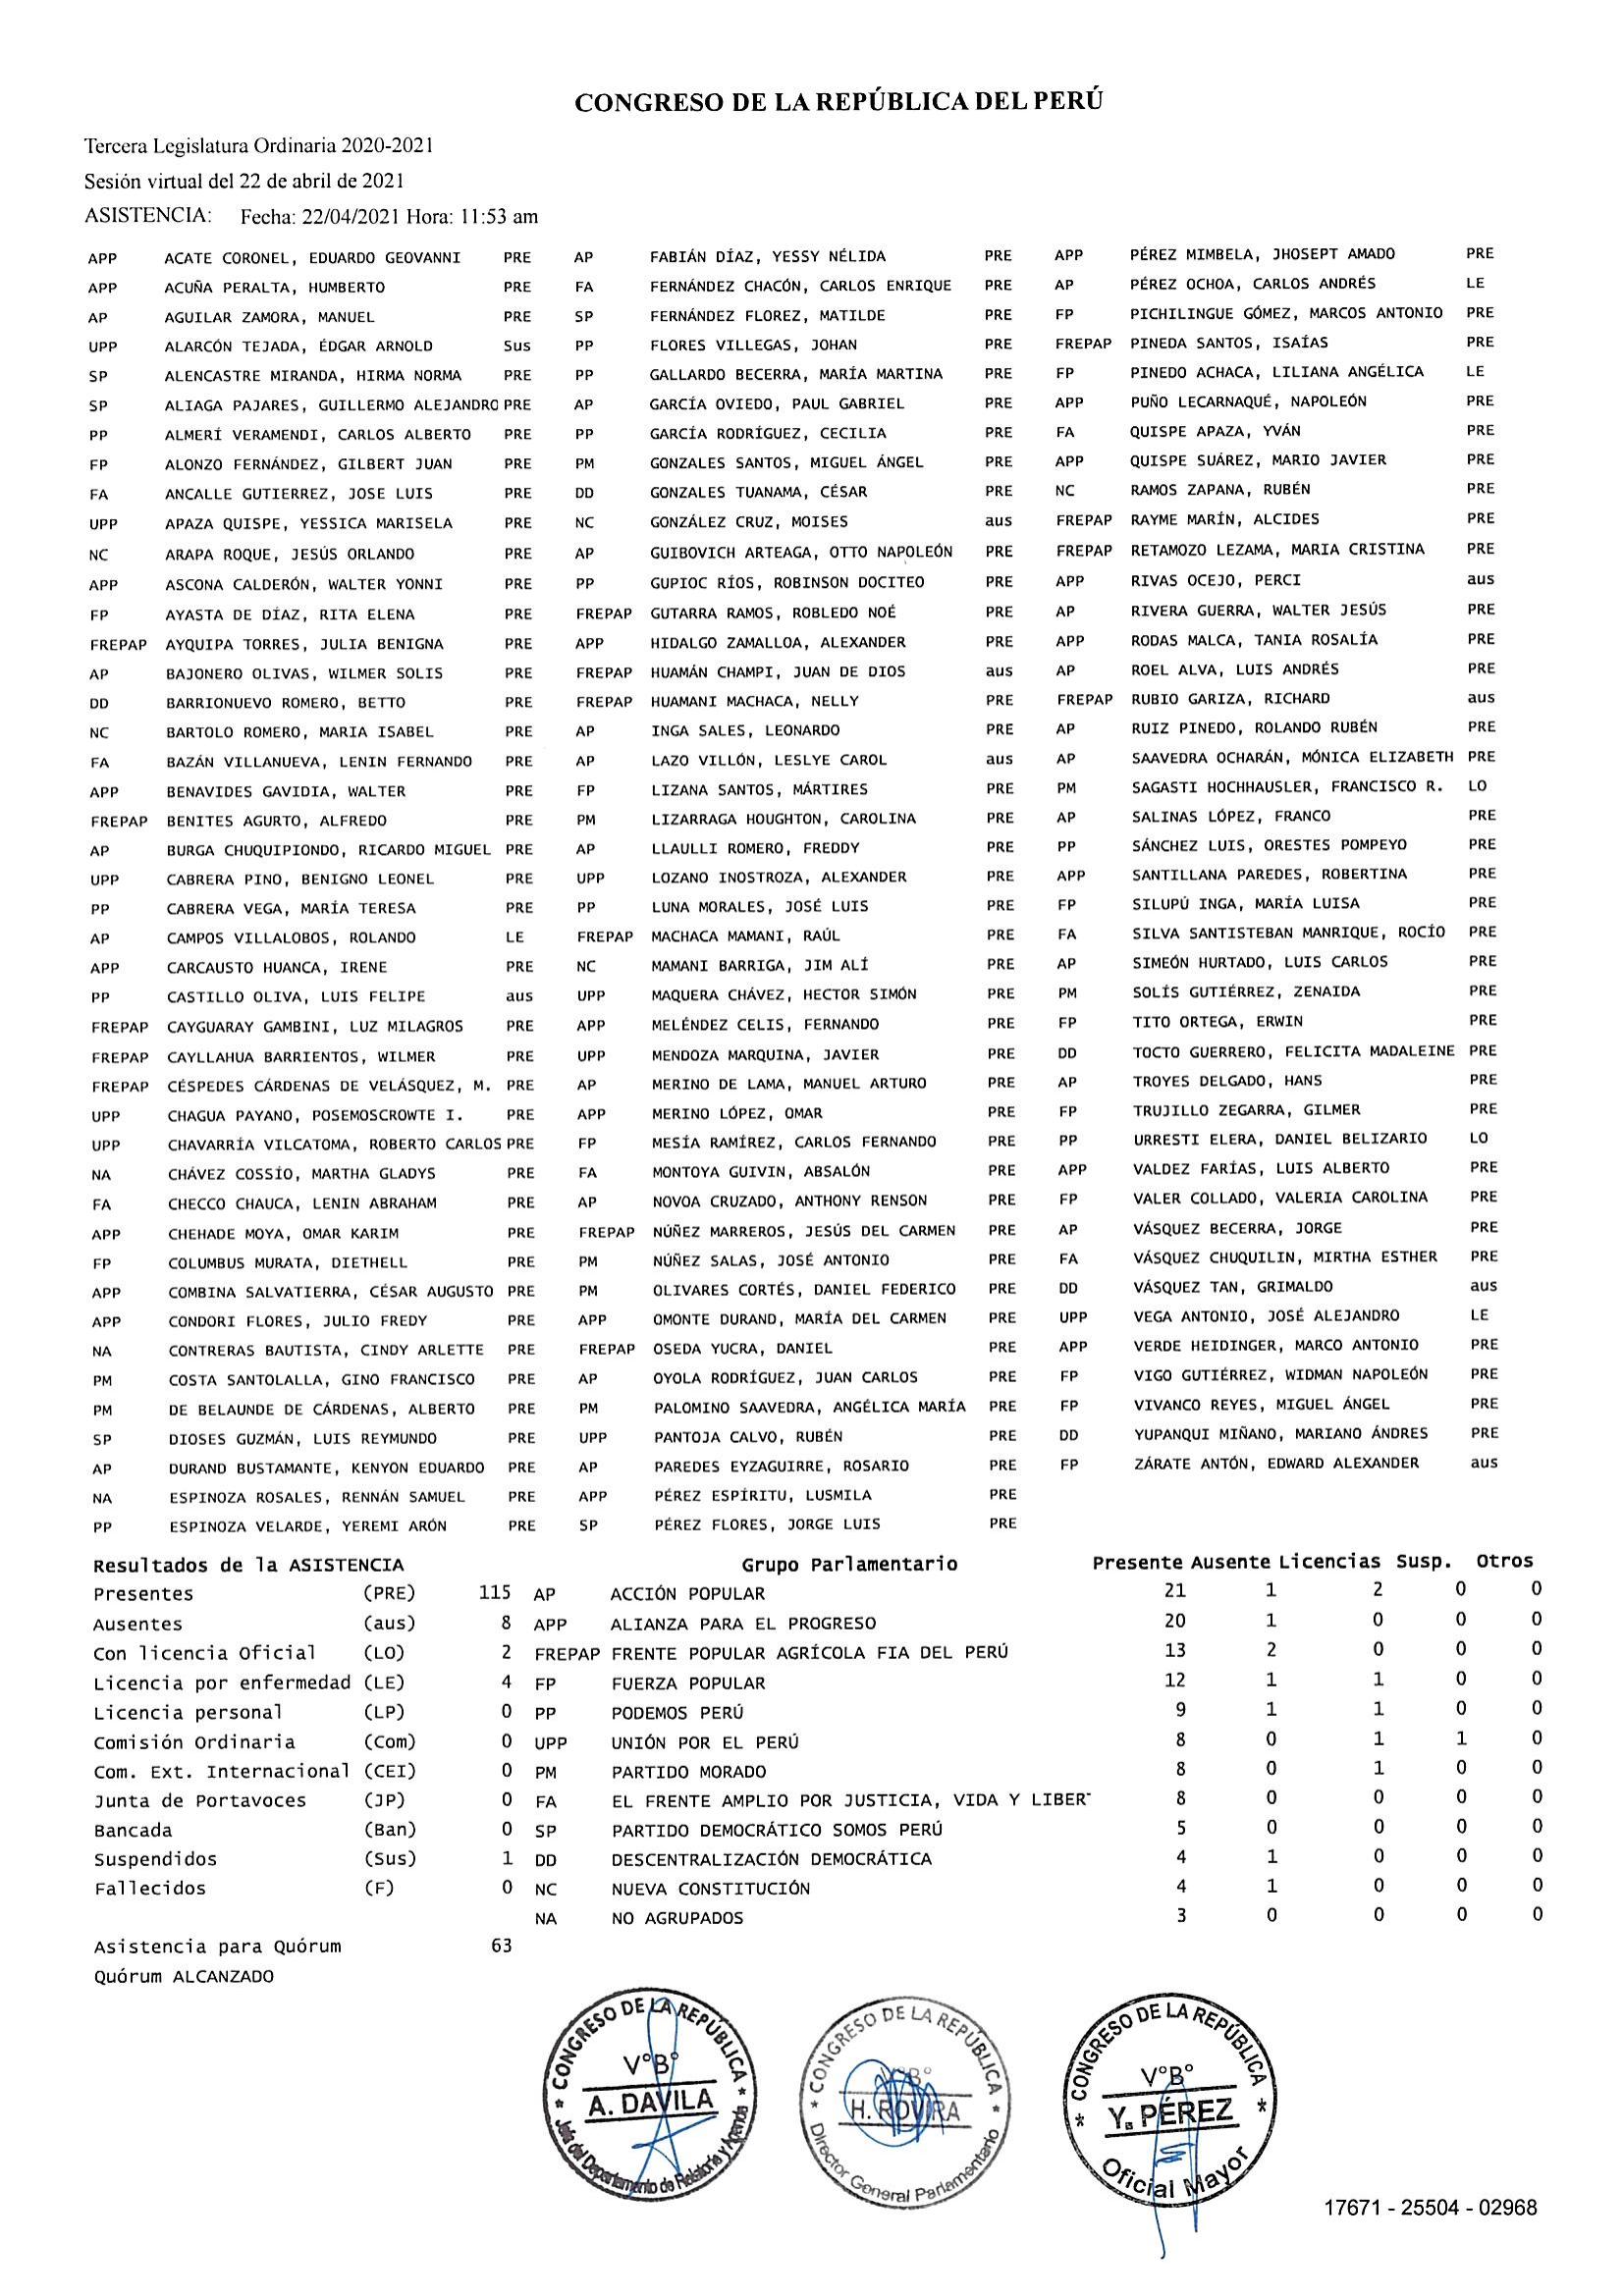 CONGRESO DE LA REPÚBLICA DEL PERÚ
Tercera Legislatura Ordinaria 2020-2021
Sesión virtual del 22 de abril de 2021
ASISTENCIA: Fecha: 22/04/2021 Hora: 11:53 am
APP ACATE CORONEL, EDUARDO GEOVANNI PRE AP FABIÁN DÍAZ, YESSY NÉLIDA PRE APP PÉREZ MIMBELA, JHOSEPT AMADO PRE
APP ACUÑA PERALTA, HUMBERTO PRE FA FERNÁNDEZ CHACÓN, CARLOS ENRIQUE PRE AP PÉREZ OCHOA, CARLOS ANDRÉS LE
AP AGUILAR ZAMORA, MANUEL PRE SP FERNÁNDEZ FLOREZ, MATILDE PRE FP PICHILINGUE GÓMEZ, MARCOS ANTONIO PRE
UPP ALARCÓN TEJADA, ÉDGAR ARNOLD Sus PP FLORES VILLEGAS, JOHAN PRE FREPAP PINEDA SANTOS, ISAÍAS PRE
SP ALENCASTRE MIRANDA, HIRMA NORMA PRE PP GALLARDO BECERRA, MARÍA MARTINA PRE FP PINEDO ACHACA, LILIANA ANGÉLICA LE
SP ALIAGA PAJARES, GUILLERMO ALEJANDRO PRE AP GARCÍA OVIEDO, PAUL GABRIEL PRE APP PUÑO LECARNAQUÉ, NAPOLEÓN PRE
PP ALMERÍ VERAMENDI, CARLOS ALBERTO PRE PP GARCÍA RODRÍGUEZ, CECILIA PRE FA QUISPE APAZA, YVÁN PRE
FP ALONZO FERNÁNDEZ, GILBERT JUAN PRE PM GONZALES SANTOS, MIGUEL ÁNGEL PRE APP QUISPE SUÁREZ, MARIO JAVIER PRE
FA ANCALLE GUTIERREZ, JOSE LUIS PRE DD GONZALES TUANAMA, CÉSAR PRE NC RAMOS ZAPANA, RUBÉN PRE
UPP APAZA QUISPE, YESSICA MARISELA PRE NC GONZÁLEZ CRUZ, MOISES aus FREPAP RAYME MARÍN, ALCIDES PRE
NC ARAPA ROQUE, JESÚS ORLANDO PRE AP GUIBOVICH ARTEAGA, OTTO NAPOLEÓN PRE FREPAP RETAMOZO LEZAMA, MARIA CRISTINA PRE
APP ASCONA CALDERÓN, WALTER YONNI PRE PP GUPIOC RÍOS, ROBINSON DOCITEO PRE APP RIVAS OCEJO, PERCI aus
FP AYASTA DE DÍAZ, RITA ELENA PRE FREPAP GUTARRA RAMOS, ROBLEDO NOÉ PRE AP RIVERA GUERRA, WALTER JESÚS PRE
FREPAP AYQUIPA TORRES, JULIA BENIGNA PRE APP HIDALGO ZAMALLOA, ALEXANDER PRE APP RODAS MALCA, TANIA ROSALÍA PRE
AP BAJONERO OLIVAS, WILMER SOLIS PRE FREPAP HUAMÁN CHAMPI, JUAN DE DIOS aus AP ROEL ALVA, LUIS ANDRÉS PRE
DD BARRIONUEVO ROMERO, BETTO PRE FREPAP HUAMANI MACHACA, NELLY PRE FREPAP RUBIO GARIZA, RICHARD aus
NC BARTOLO ROMERO, MARIA ISABEL PRE AP INGA SALES, LEONARDO PRE AP RUIZ PINEDO, ROLANDO RUBÉN PRE
FA BAZÁN VILLANUEVA, LENIN FERNANDO PRE AP LAZO VILLÓN, LESLYE CAROL aus AP SAAVEDRA OCHARÁN, MÓNICA ELIZABETH PRE
APP BENAVIDES GAVIDIA, WALTER PRE FP LIZANA SANTOS, MÁRTIRES PRE PM SAGASTI HOCHHAUSLER, FRANCISCO R. LO
FREPAP BENITES AGURTO, ALFREDO PRE PM LIZARRAGA HOUGHTON, CAROLINA PRE AP SALINAS LÓPEZ, FRANCO PRE
AP BURGA CHUQUIPIONDO, RICARDO MIGUEL PRE AP LLAULLI ROMERO, FREDDY PRE PP SÁNCHEZ LUIS, ORESTES POMPEYO PRE
UPP CABRERA PINO, BENIGNO LEONEL PRE UPP LOZANO INOSTROZA, ALEXANDER PRE APP SANTILLANA PAREDES, ROBERTINA PRE
PP CABRERA VEGA, MARÍA TERESA PRE PP LUNA MORALES, JOSÉ LUIS PRE FP SILUPÚ INGA, MARÍA LUISA PRE
AP CAMPOS VILLALOBOS, ROLANDO LE FREPAP MACHACA MAMANI, RAÚL PRE FA SILVA SANTISTEBAN MANRIQUE, ROCÍO PRE
APP CARCAUSTO HUANCA, IRENE PRE NC MAMANI BARRIGA, JIM ALÍ PRE AP SIMEÓN HURTADO, LUIS CARLOS PRE
PP CASTILLO OLIVA, LUIS FELIPE aus UPP MAQUERA CHÁVEZ, HECTOR SIMÓN PRE PM SOLÍS GUTIÉRREZ, ZENAIDA PRE
FREPAP CAYGUARAY GAMBINI, LUZ MILAGROS PRE APP MELÉNDEZ CELIS, FERNANDO PRE FP TITO ORTEGA, ERWIN PRE
FREPAP CAYLLAHUA BARRIENTOS, WILMER PRE UPP MENDOZA MARQUINA, JAVIER PRE DD TOCTO GUERRERO, FELICITA MADALEINE PRE
FREPAP CÉSPEDES CÁRDENAS DE VELÁSQUEZ, M. PRE AP MERINO DE LAMA, MANUEL ARTURO PRE AP TROYES DELGADO, HANS PRE
UPP CHAGUA PAYANO, POSEMOSCROWTE I. PRE APP MERINO LÓPEZ, OMAR PRE FP TRUJILLO ZEGARRA, GILMER PRE
UPP CHAVARRÍA VILCATOMA, ROBERTO CARLOS PRE FP MESÍA RAMÍREZ, CARLOS FERNANDO PRE PP URRESTI ELERA, DANIEL BELIZARIO LO
NA CHÁVEZ COSSÍO, MARTHA GLADYS PRE FA MONTOYA GUIVIN, ABSALÓN PRE APP VALDEZ FARÍAS, LUIS ALBERTO PRE
FA CHECCO CHAUCA, LENIN ABRAHAM PRE AP NOVOA CRUZADO, ANTHONY RENSON PRE FP VALER COLLADO, VALERIA CAROLINA PRE
APP CHEHADE MOYA, OMAR KARIM PRE FREPAP NÚÑEZ MARREROS, JESÚS DEL CARMEN PRE AP VÁSQUEZ BECERRA, JORGE PRE
FP COLUMBUS MURATA, DIETHELL PRE PM NÚÑEZ SALAS, JOSÉ ANTONIO PRE FA VÁSQUEZ CHUQUILIN, MIRTHA ESTHER PRE
APP COMBINA SALVATIERRA, CÉSAR AUGUSTO PRE PM OLIVARES CORTÉS, DANIEL FEDERICO PRE DD VÁSQUEZ TAN, GRIMALDO aus
APP CONDORI FLORES, JULIO FREDY PRE APP OMONTE DURAND, MARÍA DEL CARMEN PRE UPP VEGA ANTONIO, JOSÉ ALEJANDRO LE
NA CONTRERAS BAUTISTA, CINDY ARLETTE PRE FREPAP OSEDA YUCRA, DANIEL PRE APP VERDE HEIDINGER, MARCO ANTONIO PRE
PM COSTA SANTOLALLA, GINO FRANCISCO PRE AP OYOLA RODRÍGUEZ, JUAN CARLOS PRE FP VIGO GUTIÉRREZ, WIDMAN NAPOLEÓN PRE
PM DE BELAUNDE DE CÁRDENAS, ALBERTO PRE PM PALOMINO SAAVEDRA, ANGÉLICA MARÍA PRE FP VIVANCO REYES, MIGUEL ÁNGEL PRE
SP DIOSES GUZMÁN, LUIS REYMUNDO PRE UPP PANTOJA CALVO, RUBÉN PRE DD YUPANQUI MIÑANO, MARIANO ÁNDRES PRE
AP DURAND BUSTAMANTE, KENYON EDUARDO PRE AP PAREDES EYZAGUIRRE, ROSARIO PRE FP ZÁRATE ANTÓN, EDWARD ALEXANDER aus
NA ESPINOZA ROSALES, RENNÁN SAMUEL PRE APP PÉREZ ESPÍRITU, LUSMILA PRE
PP ESPINOZA VELARDE, YEREMI ARÓN PRE SP PÉREZ FLORES, JORGE LUIS PRE
Resultados de la ASISTENCIA Grupo Parlamentario Presente Ausente Licencias Susp. Otros
Presentes (PRE) 115 AP ACCIÓN POPULAR 21 1 2 0 0
Ausentes (aus) 8 APP ALIANZA PARA EL PROGRESO 20 1 0 0 0
Con licencia Oficial (LO) 2 FREPAP FRENTE POPULAR AGRÍCOLA FIA DEL PERÚ 13 2 0 0 0
Licencia por enfermedad (LE) 4 FP FUERZA POPULAR 12 1 1 0 0
Licencia personal (LP) 0 PP PODEMOS PERÚ 9 1 1 0 0
Comisión Ordinaria (Com) 0 UPP UNIÓN POR EL PERÚ 8 0 1 1 0
Com. Ext. Internacional (CEI) 0 PM PARTIDO MORADO 8 0 1 0 0
Junta de Portavoces (JP) 0 FA EL FRENTE AMPLIO POR JUSTICIA, VIDA Y LIBER 8 0 0 0 0
Bancada (Ban) 0 SP PARTIDO DEMOCRÁTICO SOMOS PERÚ 5 0 0 0 0
Suspendidos (Sus) 1 DD DESCENTRALIZACIÓN DEMOCRÁTICA 4 1 0 0 0
Fallecidos (F) 0 NC NUEVA CONSTITUCIÓN 4 1 0 0 0
NA NO AGRUPADOS 3 0 0 0 0
Asistencia para Quórum 63
Quórum ALCANZADO
* CONGRESO DE LA REPÚBLICA *
V°B°
A. DAVILA
Jefa del Departamento de Relatoría y Agenda
* CONGRESO DE LA REPÚBLICA *
V°B°
H. ROVIRA
Director General Parlamentario
* CONGRESO DE LA REPÚBLICA *
V°B°
Y. PÉREZ
Oficial Mayor
17671 - 25504 - 02968